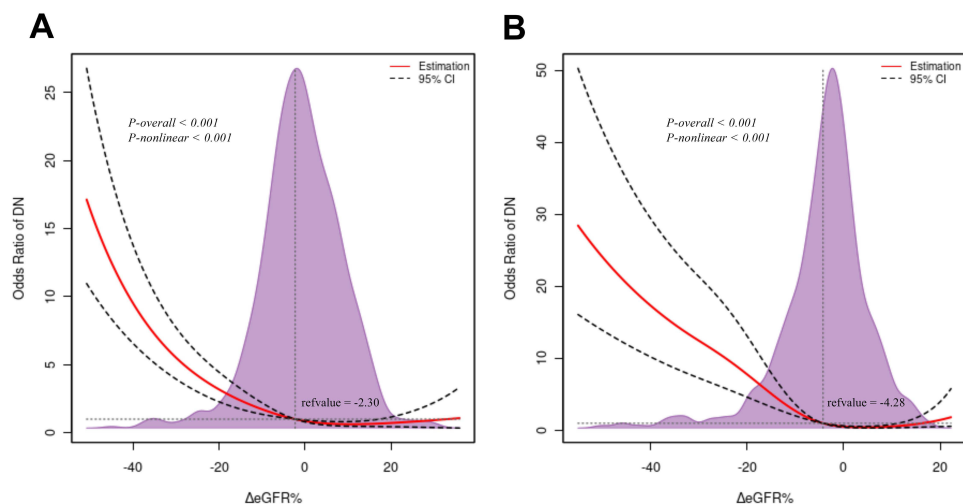 A
Estimation
95% CI
P-overall < 0.001
P-nonlinear < 0.001
Odds Ratio of DN
25
20
15
10
5
0
refvalue = -2.30
-40
-20
0
20
ΔeGFR%
B
Estimation
95% CI
P-overall < 0.001
P-nonlinear < 0.001
Odds Ratio of DN
50
40
30
20
10
0
refvalue = -4.28
-40
-20
0
20
ΔeGFR%